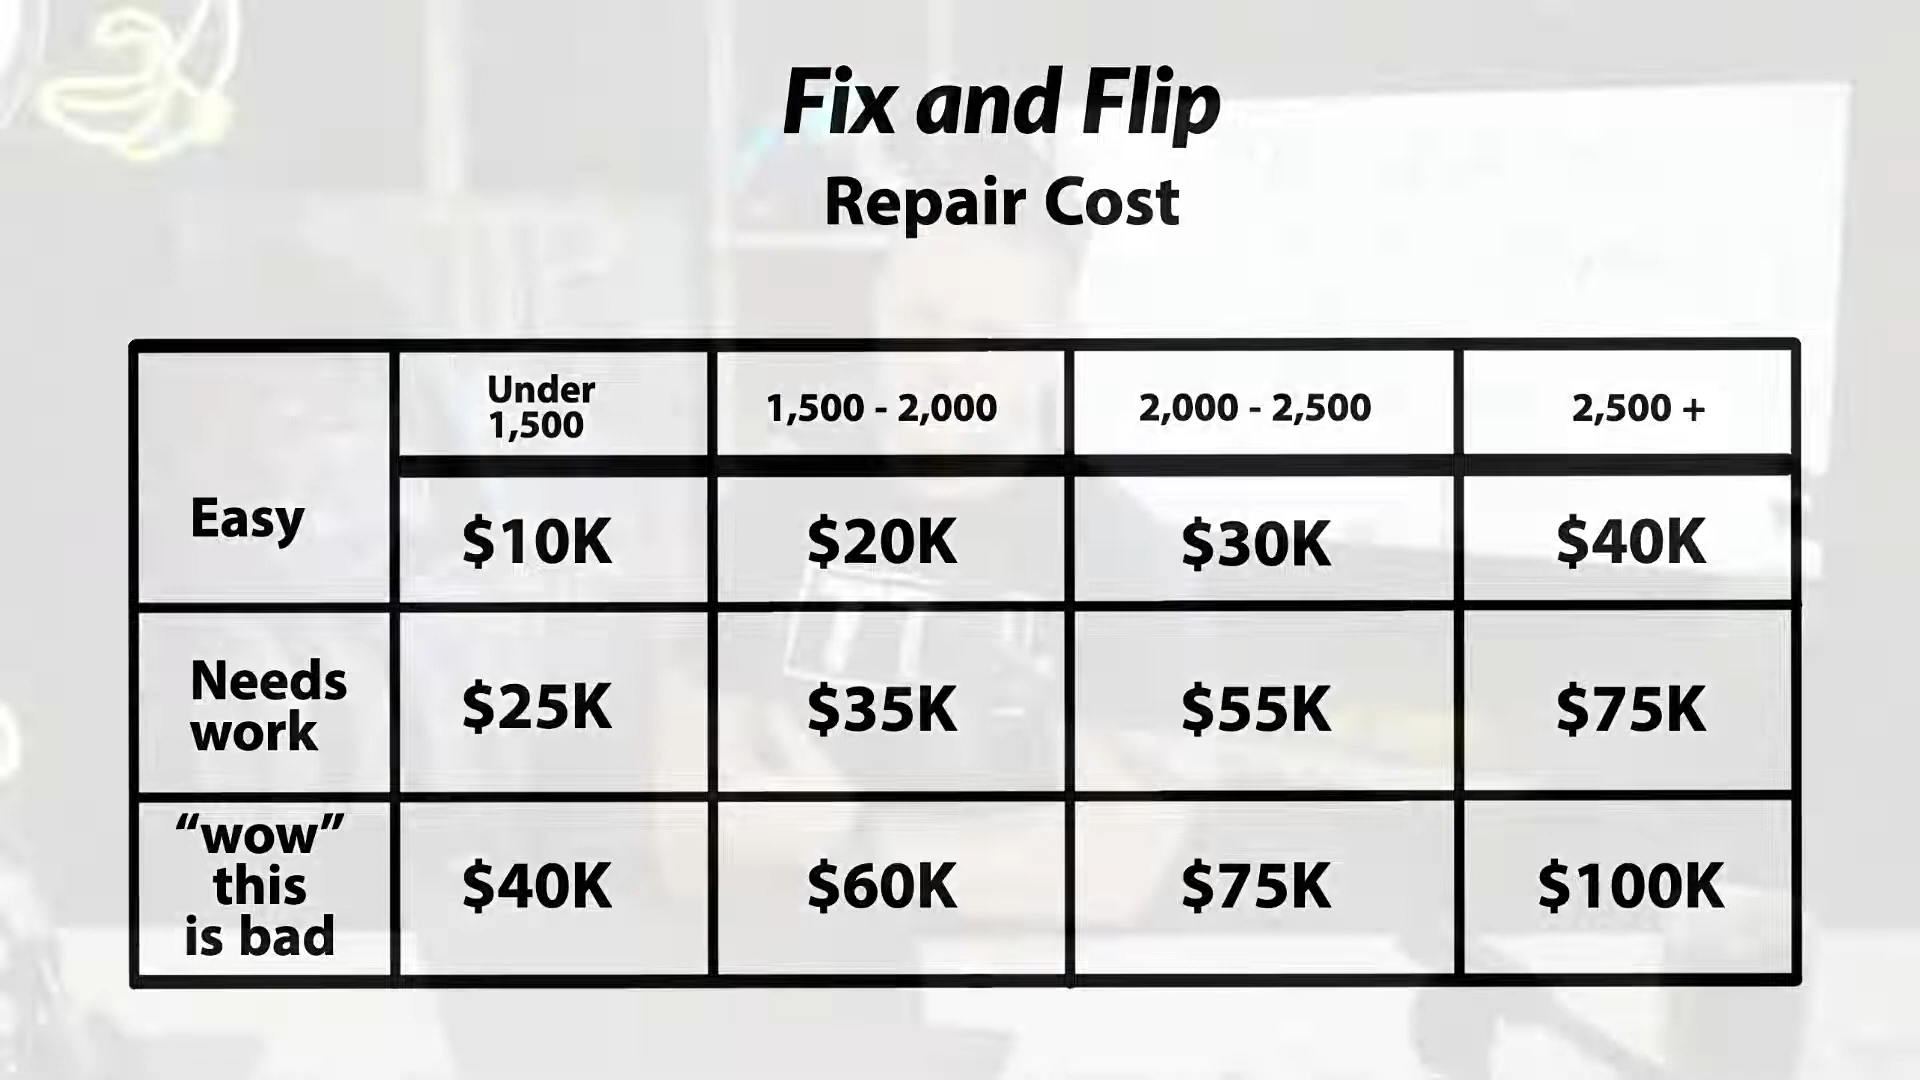 Fix and Flip
Repair Cost
Under
1,500
1,500 - 2,000
2,000 - 2,500
2,500 +
Easy
$10K
$20K
$30K
$40K
Needs
work
$25K
$35K
$55K
$75K
“wow”
this
is bad
$40K
$60K
$75K
$100K